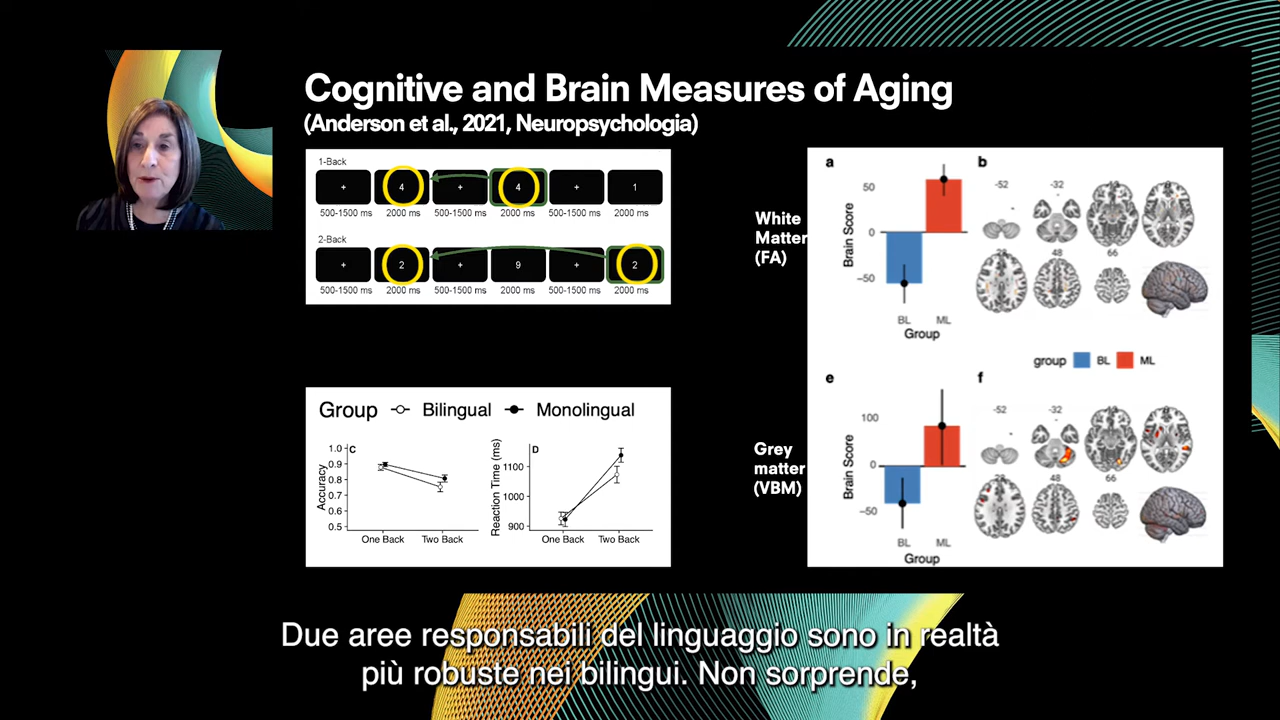 Cognitive and Brain Measures of Aging
(Anderson et al., 2021, Neuropsychologia)
1-Back
+ 4 + 4 + 1
500-1500 ms 2000 ms 500-1500 ms 2000 ms 500-1500 ms 2000 ms
2-Back
+ 2 + 9 + 2
500-1500 ms 2000 ms 500-1500 ms 2000 ms 500-1500 ms 2000 ms
Group Bilingual Monolingual
C
Accuracy
1.0
0.9
0.8
0.7
0.6
0.5
One Back Two Back
D
Reaction Time (ms)
1100
1000
900
One Back Two Back
White
Matter
(FA)
a
Brain Score
50
0
−50
BL ML
Group
b
-52 -32
48 66
group BL ML
Grey
matter
(VBM)
e
Brain Score
100
0
−50
BL ML
Group
f
-52 -32
48 66
Due aree responsabili del linguaggio sono in realtà
più robuste nei bilingui. Non sorprende,